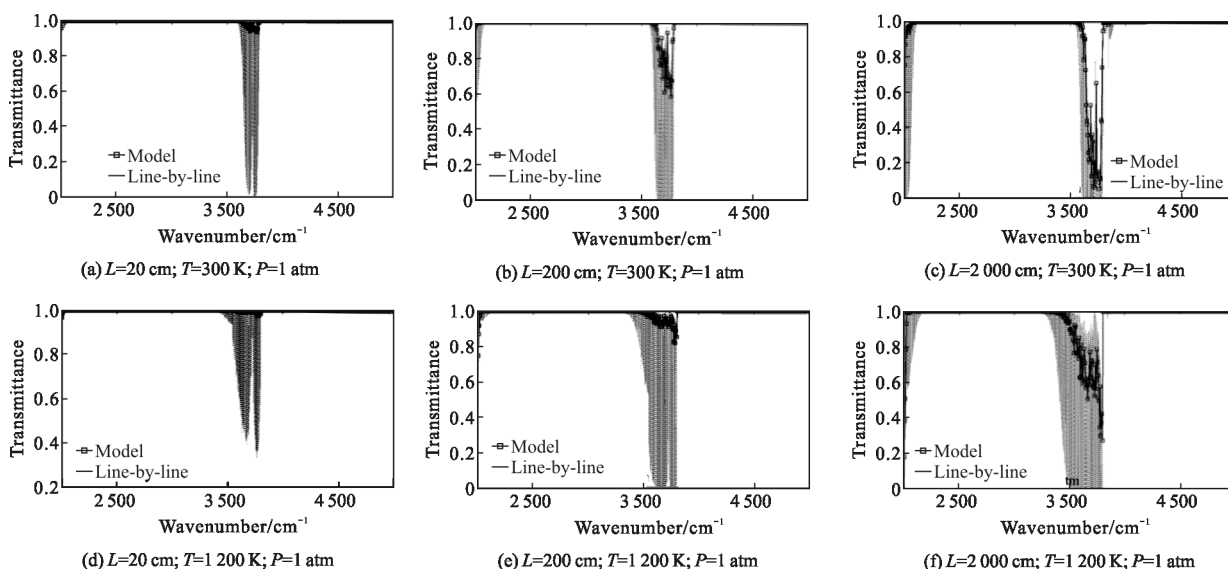 1.0
0.8
0.6
0.4
0.2
0
Transmittance
Model
Line-by-line
2 500
3 500
4 500
Wavenumber/cm⁻¹
(a) L=20 cm; T=300 K; P=1 atm
1.0
0.8
0.6
0.4
0.2
0
Transmittance
Model
Line-by-line
2 500
3 500
4 500
Wavenumber/cm⁻¹
(b) L=200 cm; T=300 K; P=1 atm
1.0
0.8
0.6
0.4
0.2
0
Transmittance
Model
Line-by-line
2 500
3 500
4 500
Wavenumber/cm⁻¹
(c) L=2 000 cm; T=300 K; P=1 atm
1.0
0.8
0.6
0.4
0.2
Transmittance
Model
Line-by-line
2 500
3 500
4 500
Wavenumber/cm⁻¹
(d) L=20 cm; T=1 200 K; P=1 atm
1.0
0.8
0.6
0.4
0.2
0
Transmittance
Model
Line-by-line
2 500
3 500
4 500
Wavenumber/cm⁻¹
(e) L=200 cm; T=1 200 K; P=1 atm
1.0
0.8
0.6
0.4
0.2
0
Transmittance
Model
Line-by-line
tm
2 500
3 500
4 500
Wavenumber/cm⁻¹
(f) L=2 000 cm; T=1 200 K; P=1 atm